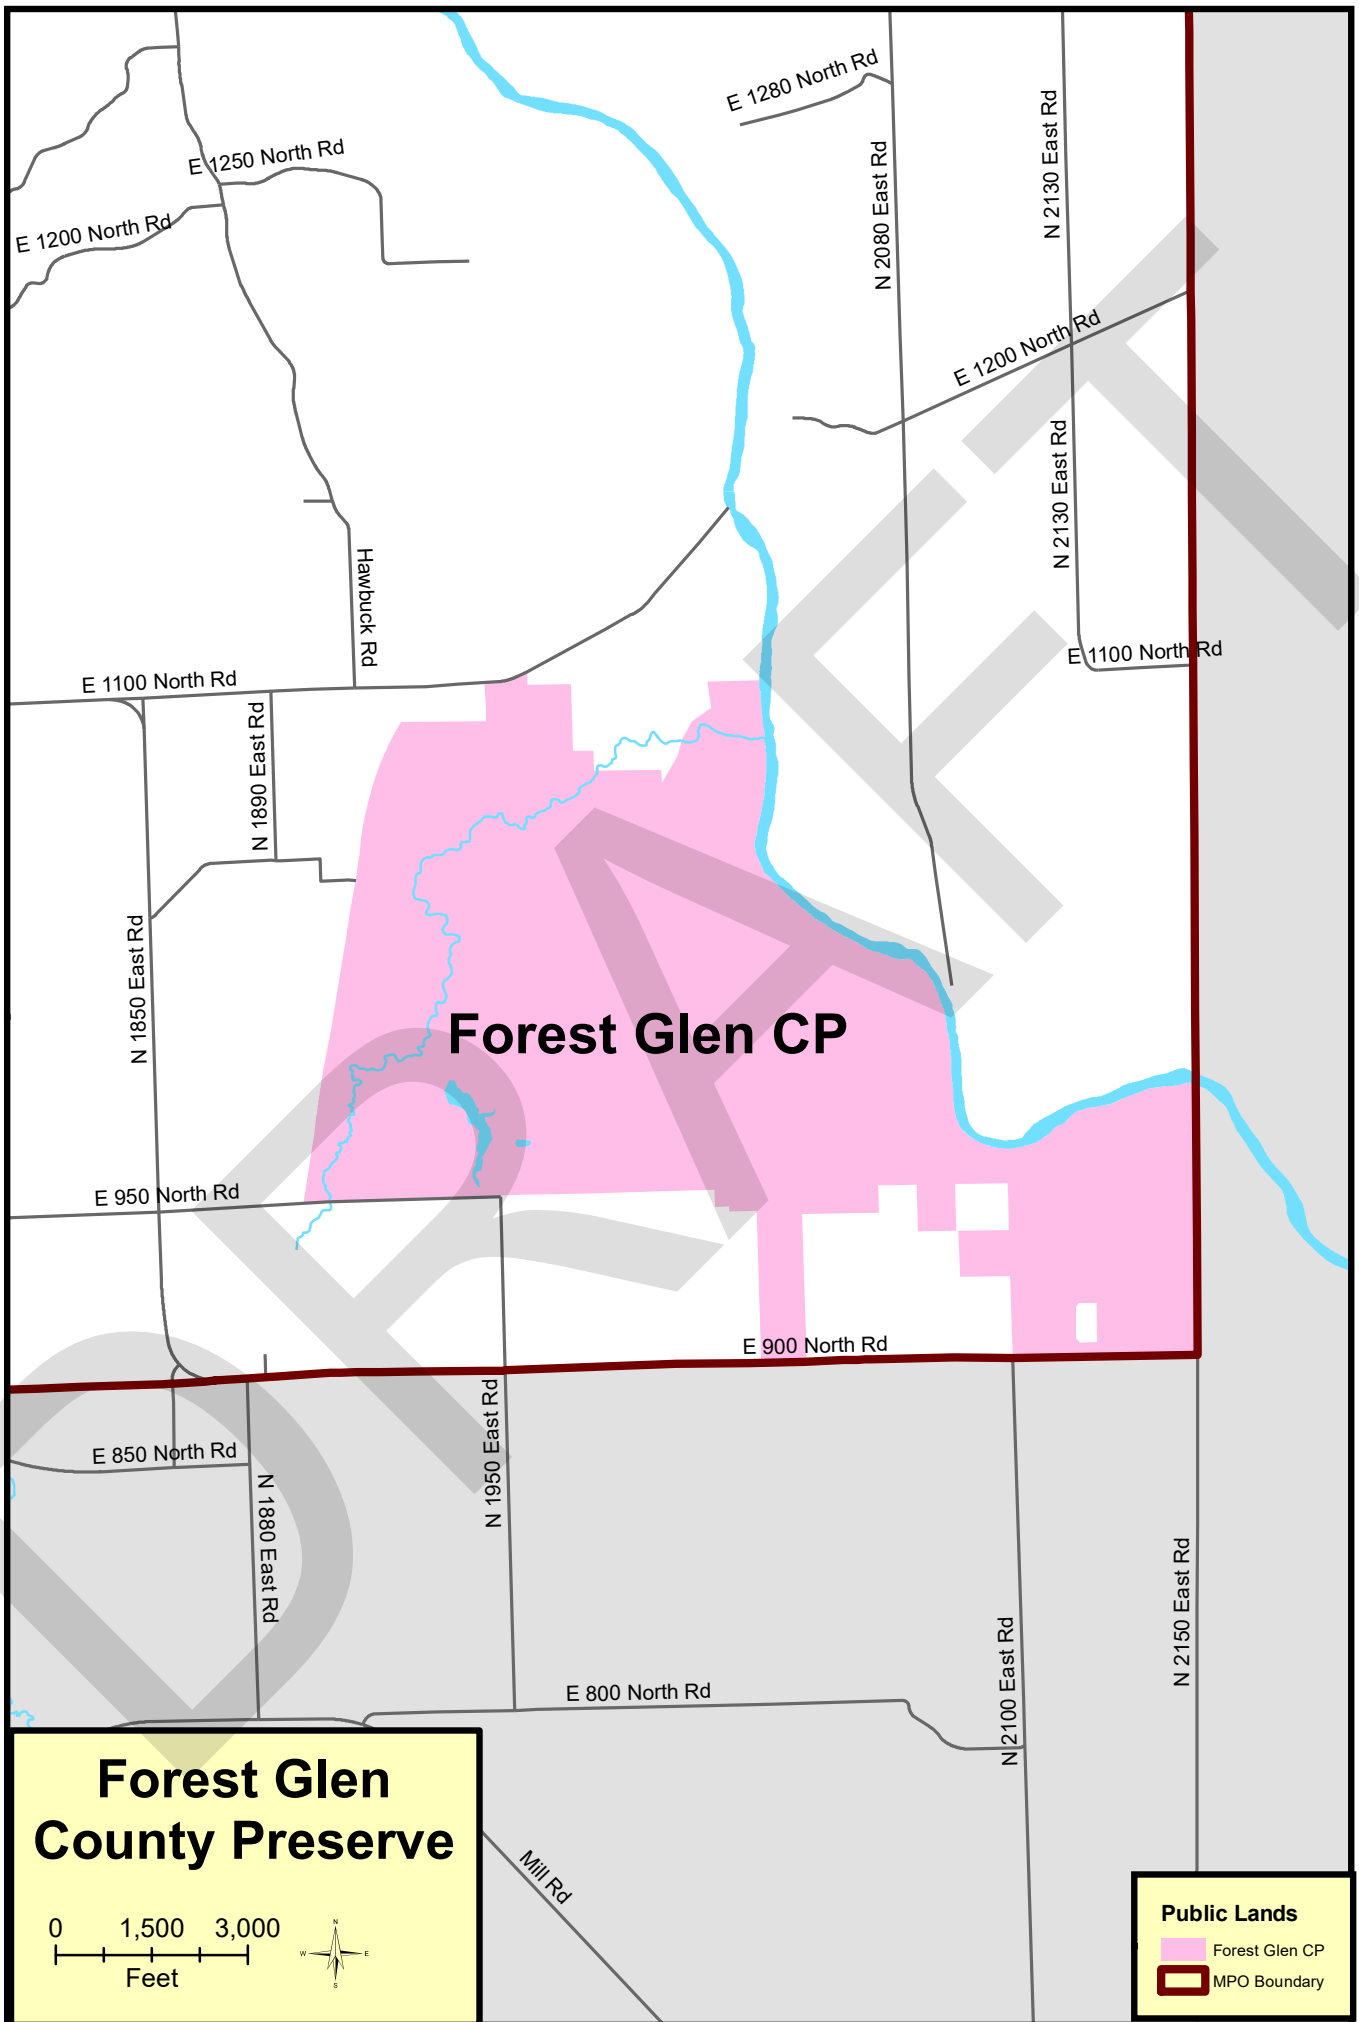 E 1280 North Rd
E 1250 North Rd
E 1200 North Rd
N 2080 East Rd
N 2130 East Rd
E 1200 North Rd
N 2130 East Rd
Hawbuck Rd
E 1100 North Rd
E 1100 North Rd
N 1890 East Rd
N 1850 East Rd
Forest Glen CP
E 950 North Rd
E 900 North Rd
N 1950 East Rd
E 850 North Rd
N 1880 East Rd
N 2150 East Rd
N 2100 East Rd
E 800 North Rd
Mill Rd
DRAFT
Forest Glen
County Preserve
0 1,500 3,000
Feet
N
W E
S
Public Lands
Forest Glen CP
MPO Boundary